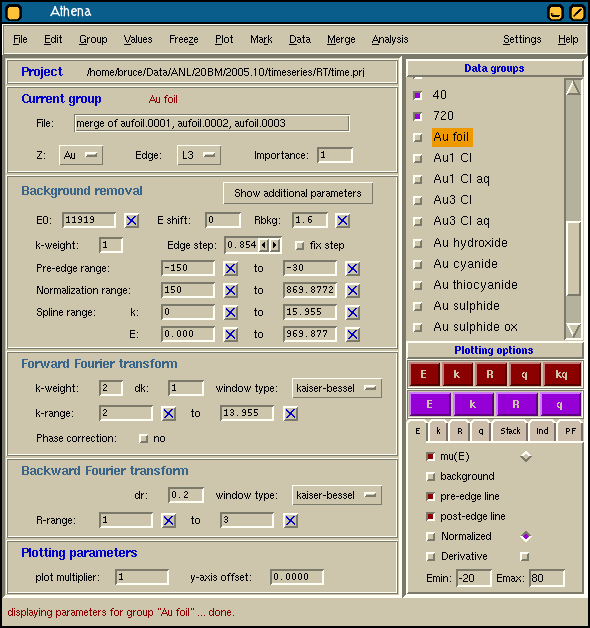 Athena
File Edit Group Values Freeze Plot Mark Data Merge Analysis Settings Help
Project /home/bruce/Data/ANL/20BM/2005.10/timeseries/RT/time.prj
Current group Au foil
File: merge of aufoil.0001, aufoil.0002, aufoil.0003
Z: Au Edge: L3 Importance: 1
Background removal Show additional parameters
E0: 11919 E shift: 0 Rbkg: 1.6
k-weight: 1 Edge step: 0.854 fix step
Pre-edge range: -150 to -30
Normalization range: 150 to 869.8772
Spline range: k: 0 to 15.955
E: 0.000 to 969.877
Forward Fourier transform
k-weight: 2 dk: 1 window type: kaiser-bessel
k-range: 2 to 13.955
Phase correction: no
Backward Fourier transform
dr: 0.2 window type: kaiser-bessel
R-range: 1 to 3
Plotting parameters
plot multiplier: 1 y-axis offset: 0.0000
Data groups
40
720
Au foil
Au1 Cl
Au1 Cl aq
Au3 Cl
Au3 Cl aq
Au hydroxide
Au cyanide
Au thiocyanide
Au sulphide
Au sulphide ox
Plotting options
E k R q kq
E k R q
E k R q Stack Ind PF
mu(E)
background
pre-edge line
post-edge line
Normalized
Derivative
Emin: -20 Emax: 80
displaying parameters for group "Au foil" ... done.